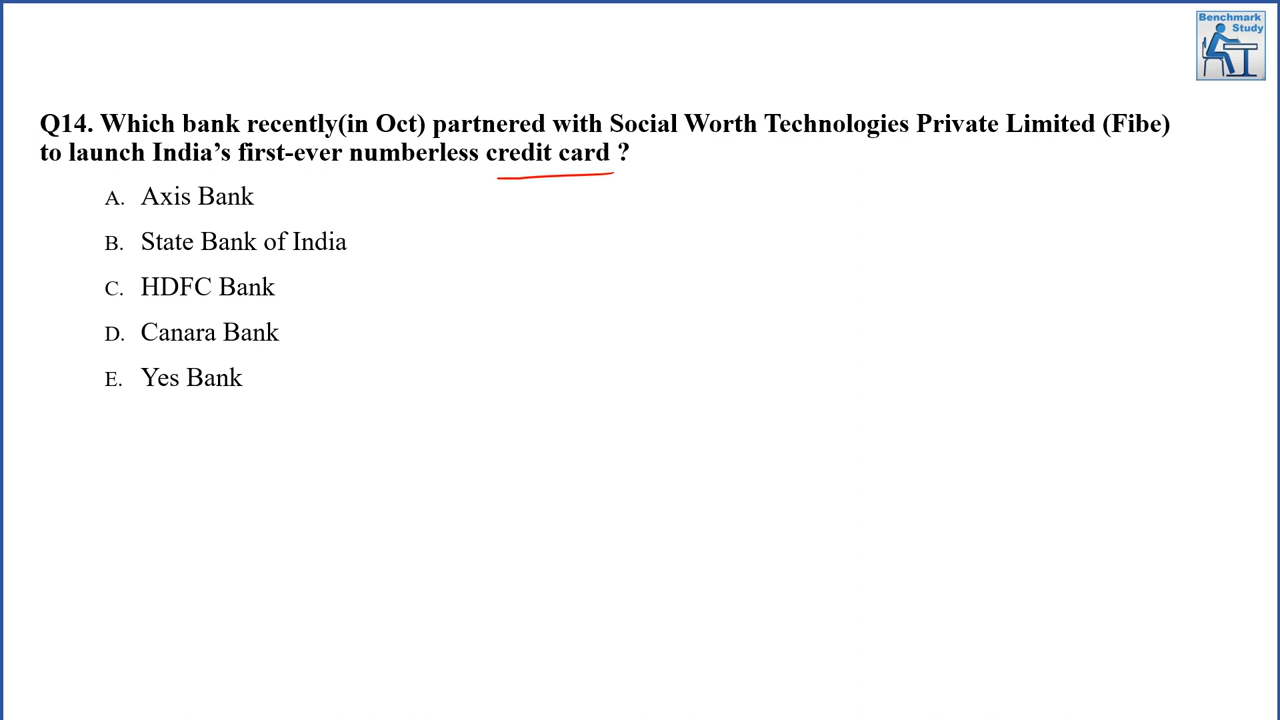 Benchmark
Study
Q14. Which bank recently(in Oct) partnered with Social Worth Technologies Private Limited (Fibe)
to launch India’s first-ever numberless credit card ?
A. Axis Bank
B. State Bank of India
C. HDFC Bank
D. Canara Bank
E. Yes Bank